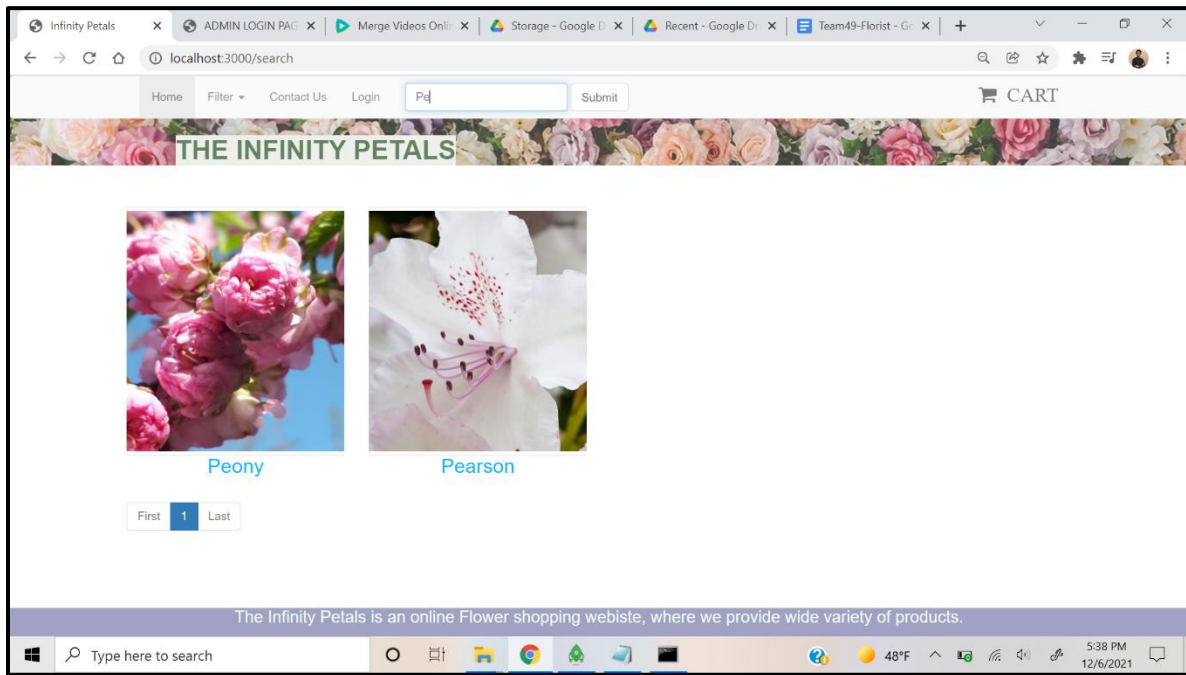 Infinity Petals
ADMIN LOGIN PAG
Merge Videos Onlin
Storage - Google D
Recent - Google Dr
Team49-Florist - Go
localhost:3000/search
Home Filter Contact Us Login Pe Submit CART
THE INFINITY PETALS
Peony Pearson
First 1 Last
The Infinity Petals is an online Flower shopping webiste, where we provide wide variety of products.
Type here to search
48°F
5:38 PM
12/6/2021